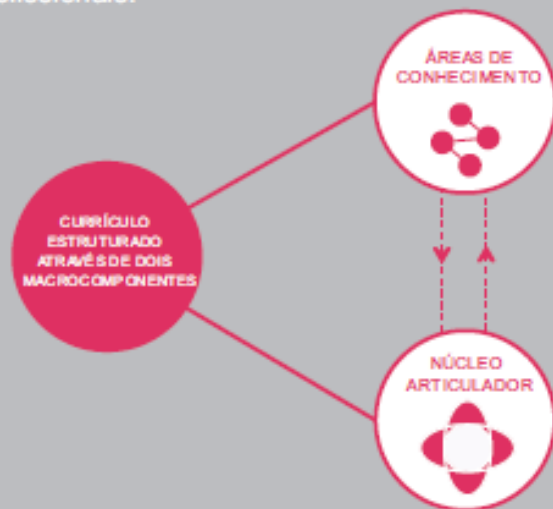 ÁREAS DE
CONHECIMENTO
CURRÍCULO
ESTRUTURADO
ATRAVÉS DE DOIS
MACROCOMPONENTES
NÚCLEO
ARTICULADOR